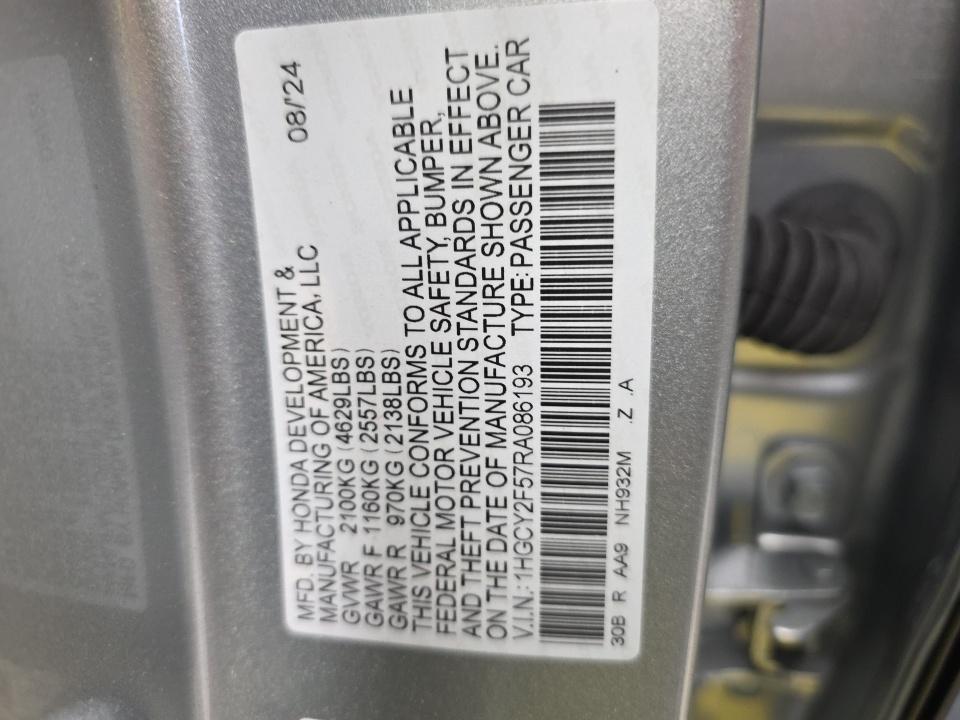 08/'24
MFD. BY HONDA DEVELOPMENT &
MANUFACTURING OF AMERICA, LLC
GVWR 2100KG (4629LBS)
GAWR F 1160KG (2557LBS)
GAWR R 970KG (2138LBS)
THIS VEHICLE CONFORMS TO ALL APPLICABLE
FEDERAL MOTOR VEHICLE SAFETY, BUMPER,
AND THEFT PREVENTION STANDARDS IN EFFECT
ON THE DATE OF MANUFACTURE SHOWN ABOVE.
V.I.N.:1HGCY2F57RA086193 TYPE:PASSENGER CAR
30B R AA9 NH932M .Z .A